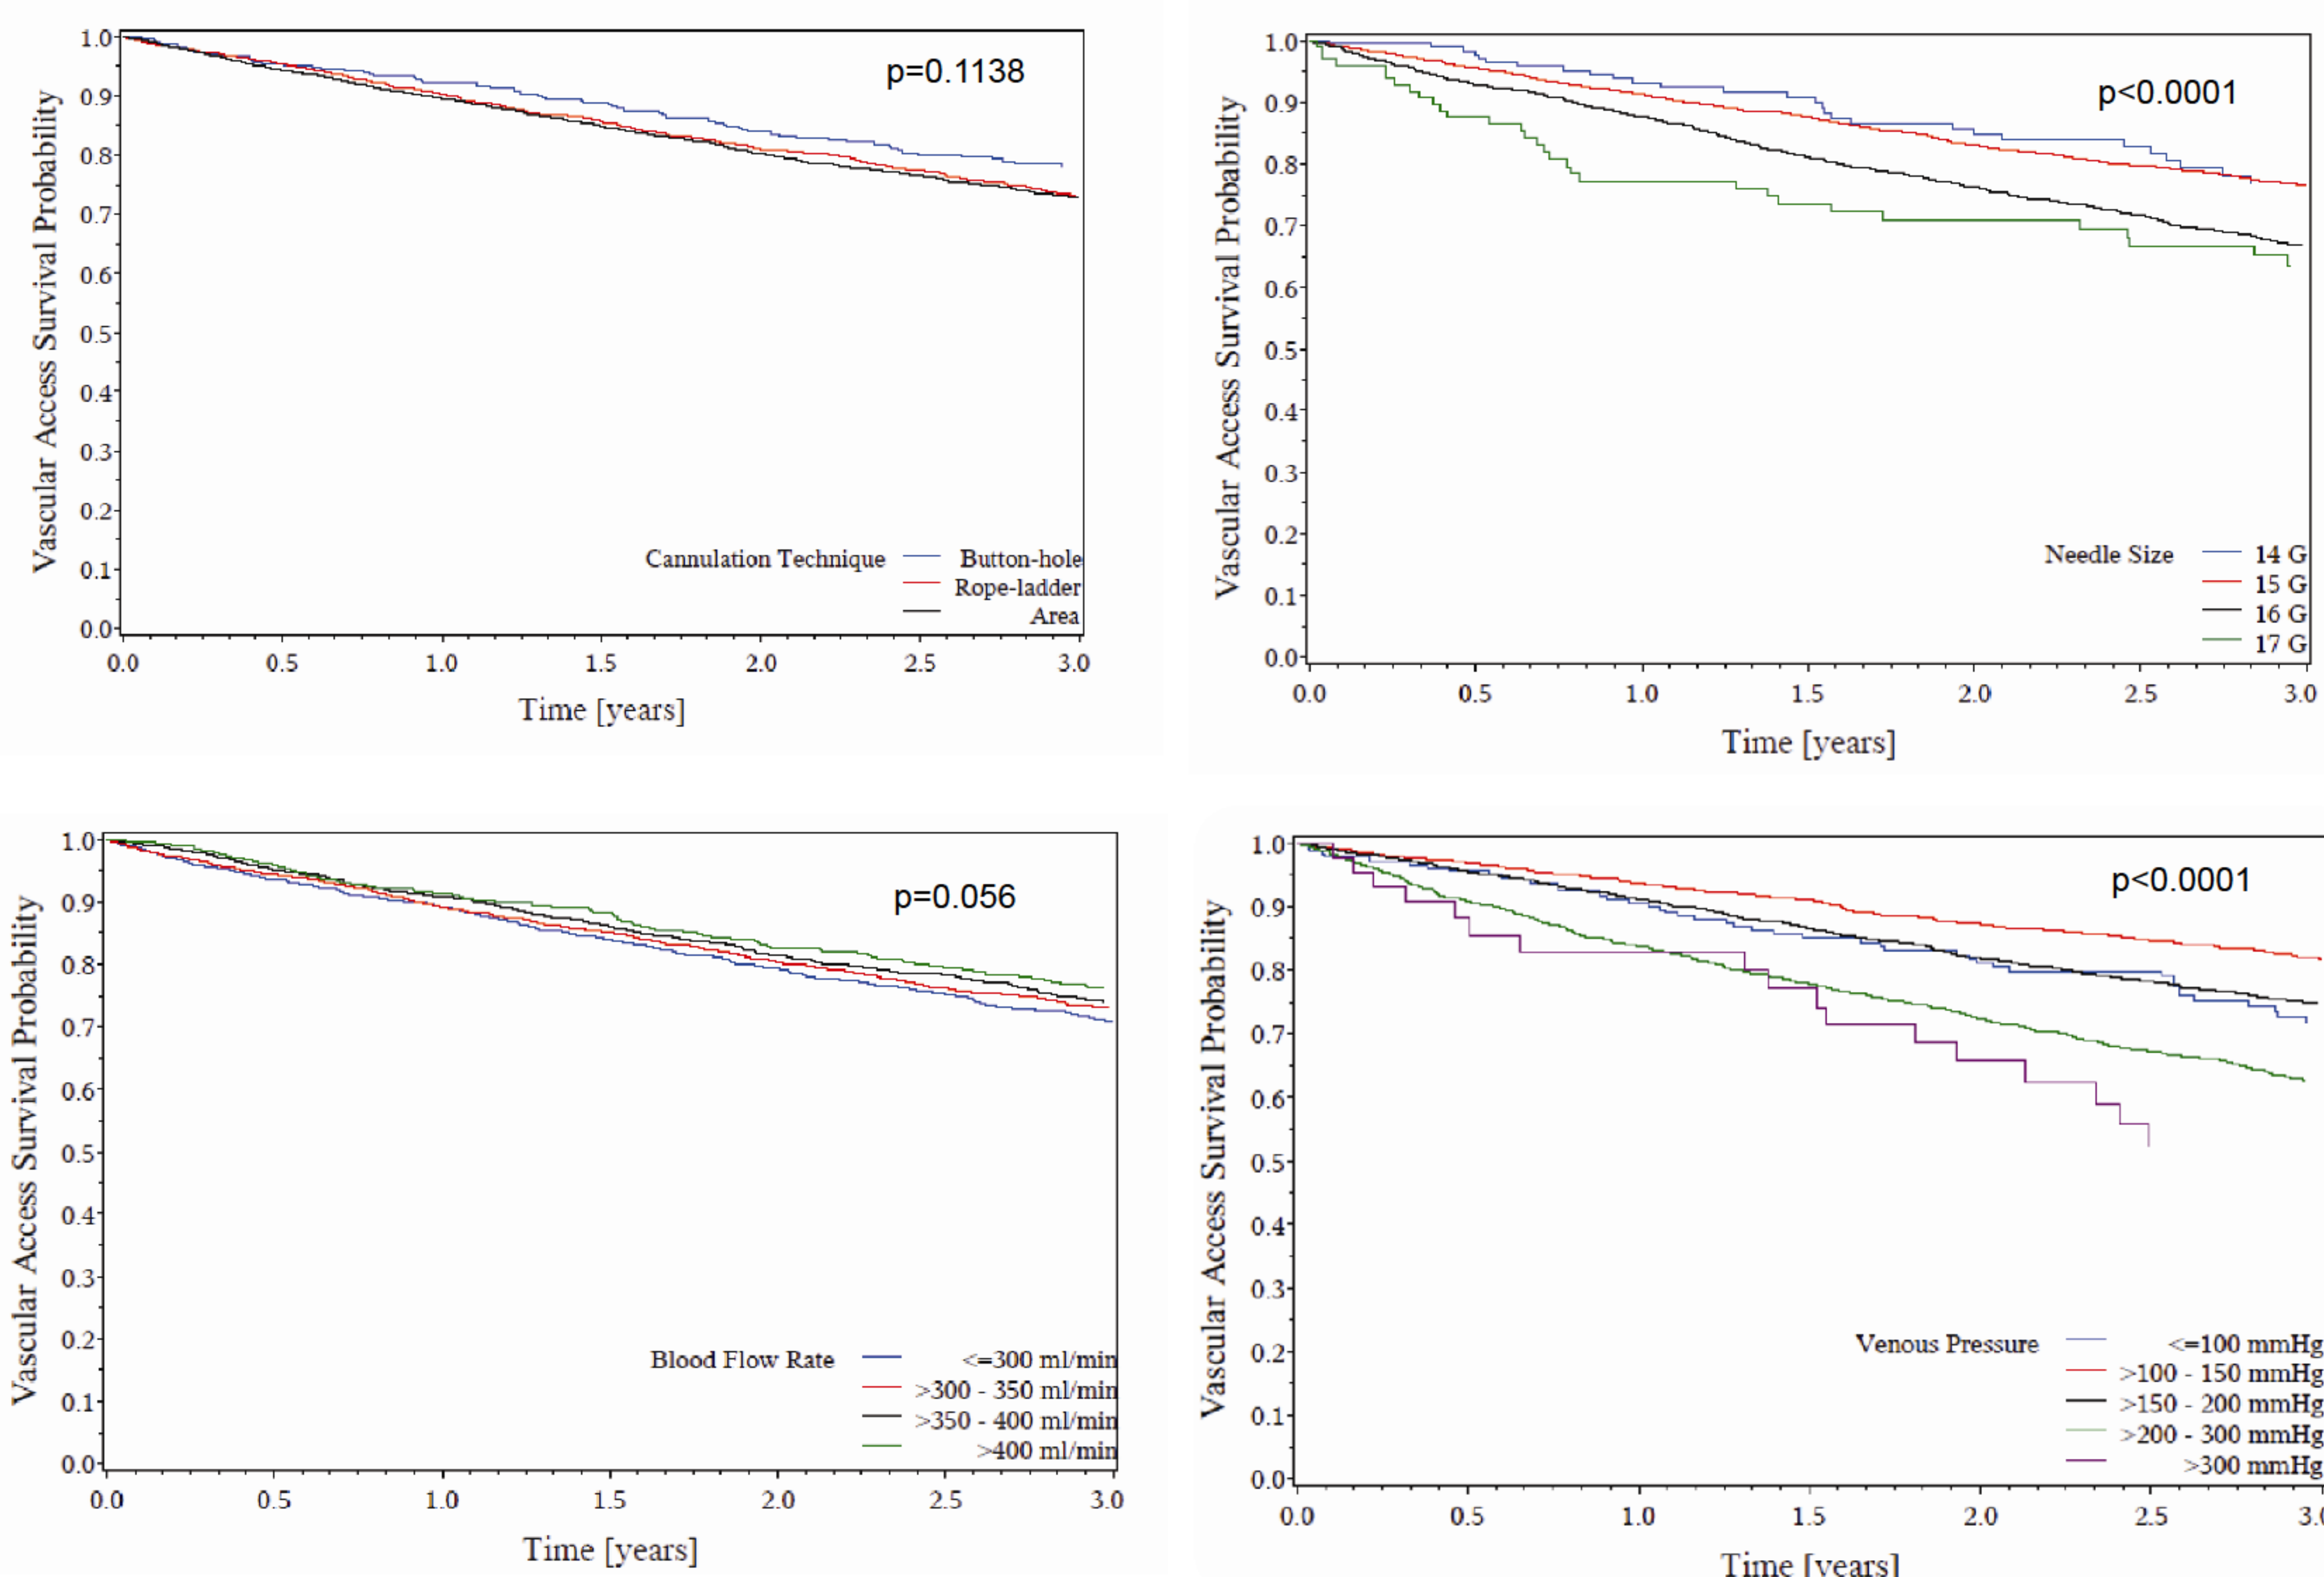 Vascular Access Survival Probability
1.0
0.9
0.8
0.7
0.6
0.5
0.4
0.3
0.2
0.1
0.0
p=0.1138
Cannulation Technique Button-hole
Rope-ladder
Area
0.0 0.5 1.0 1.5 2.0 2.5 3.0
Time [years]
Vascular Access Survival Probability
1.0
0.9
0.8
0.7
0.6
0.5
0.4
0.3
0.2
0.1
0.0
p<0.0001
Needle Size 14 G
15 G
16 G
17 G
0.0 0.5 1.0 1.5 2.0 2.5 3.0
Time [years]
Vascular Access Survival Probability
1.0
0.9
0.8
0.7
0.6
0.5
0.4
0.3
0.2
0.1
0.0
p=0.056
Blood Flow Rate <=300 ml/min
>300 - 350 ml/min
>350 - 400 ml/min
>400 ml/min
0.0 0.5 1.0 1.5 2.0 2.5 3.0
Time [years]
Vascular Access Survival Probability
1.0
0.9
0.8
0.7
0.6
0.5
0.4
0.3
0.2
0.1
0.0
p<0.0001
Venous Pressure <=100 mmHg
>100 - 150 mmHg
>150 - 200 mmHg
>200 - 300 mmHg
>300 mmHg
0.0 0.5 1.0 1.5 2.0 2.5 3.0
Time [years]